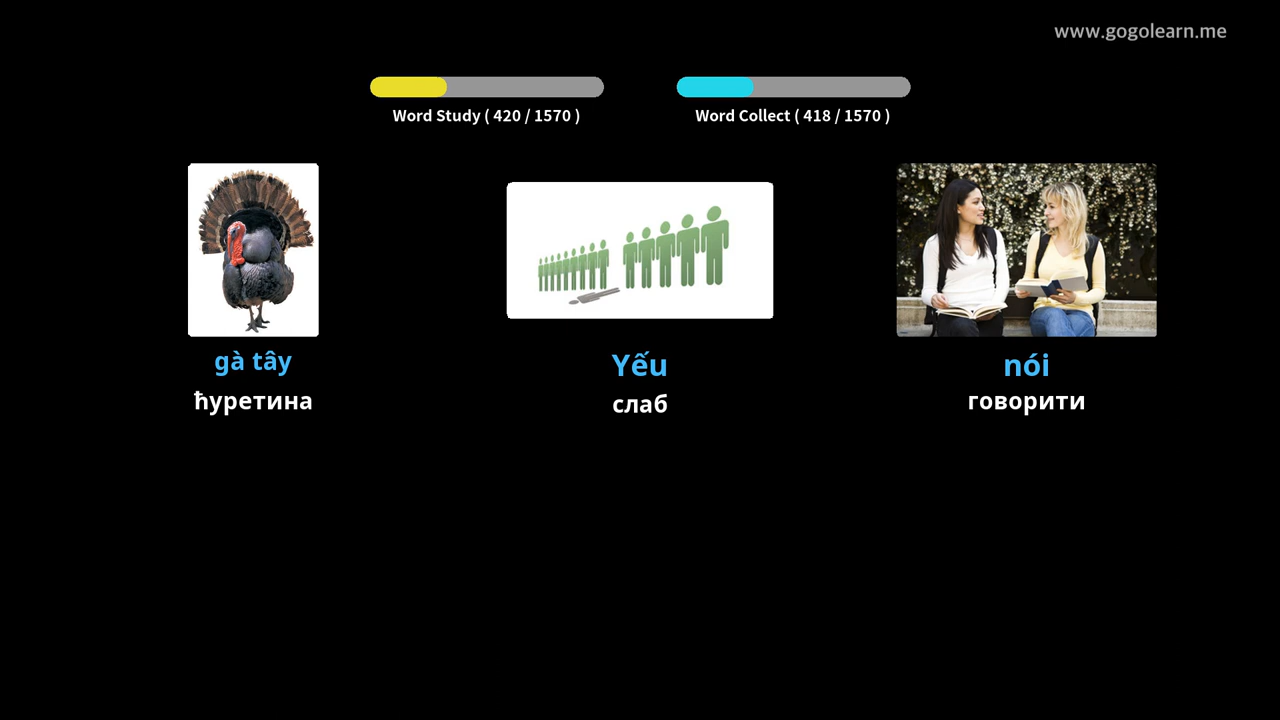 www.gogolearn.me
Word Study ( 420 / 1570 )
Word Collect ( 418 / 1570 )
gà tây
ћуретина
Yếu
слаб
nói
говорити